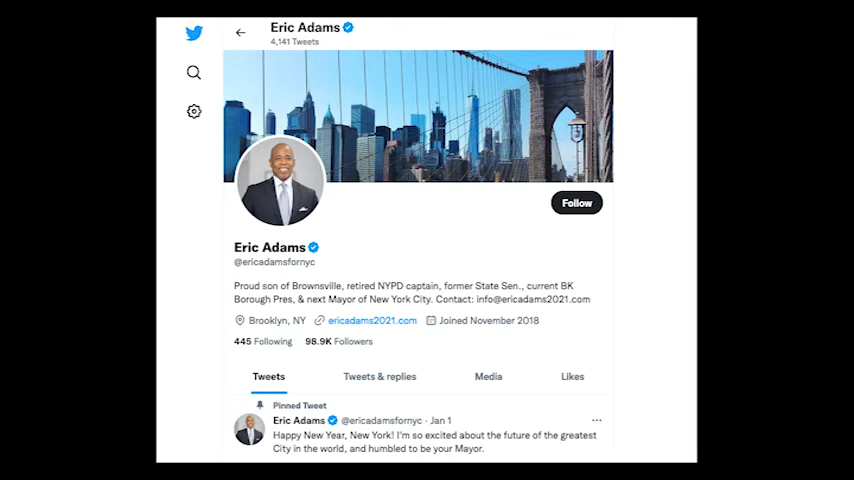 Eric Adams
4,141 Tweets
Follow
Eric Adams
@ericadamsfornyc
Proud son of Brownsville, retired NYPD captain, former State Sen., current BK
Borough Pres, & next Mayor of New York City. Contact: info@ericadams2021.com
Brooklyn, NY ericadams2021.com Joined November 2018
445 Following 98.9K Followers
Tweets Tweets & replies Media Likes
Pinned Tweet
Eric Adams @ericadamsfornyc · Jan 1
Happy New Year, New York! I'm so excited about the future of the greatest
City in the world, and humbled to be your Mayor.